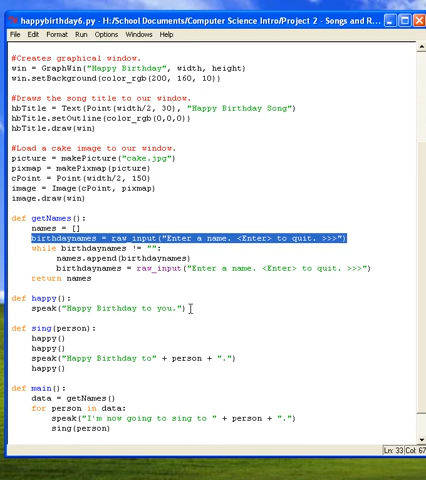 happybirthday6.py - H:/School Documents/Computer Science Intro/Project 2 - Songs and R...
File Edit Format Run Options Windows Help
#Creates graphical window.
win = GraphWin("Happy Birthday", width, height)
win.setBackground(color_rgb(200, 160, 10))
#Draws the song title to our window.
hbTitle = Text(Point(width/2, 30), "Happy Birthday Song")
hbTitle.setOutline(color_rgb(0,0,0))
hbTitle.draw(win)
#Load a cake image to our window.
picture = makePicture("cake.jpg")
pixmap = makePixmap(picture)
cPoint = Point(width/2, 150)
image = Image(cPoint, pixmap)
image.draw(win)
def getNames():
    names = []
    birthdaynames = raw_input("Enter a name. <Enter> to quit. >>>")
    while birthdaynames != "":
        names.append(birthdaynames)
        birthdaynames = raw_input("Enter a name. <Enter> to quit. >>>")
    return names
def happy():
    speak("Happy Birthday to you.")
def sing(person):
    happy()
    happy()
    speak("Happy Birthday to" + person + ".")
    happy()
def main():
    data = getNames()
    for person in data:
        speak("I'm now going to sing to " + person + ".")
        sing(person)
Ln: 33 Col: 67